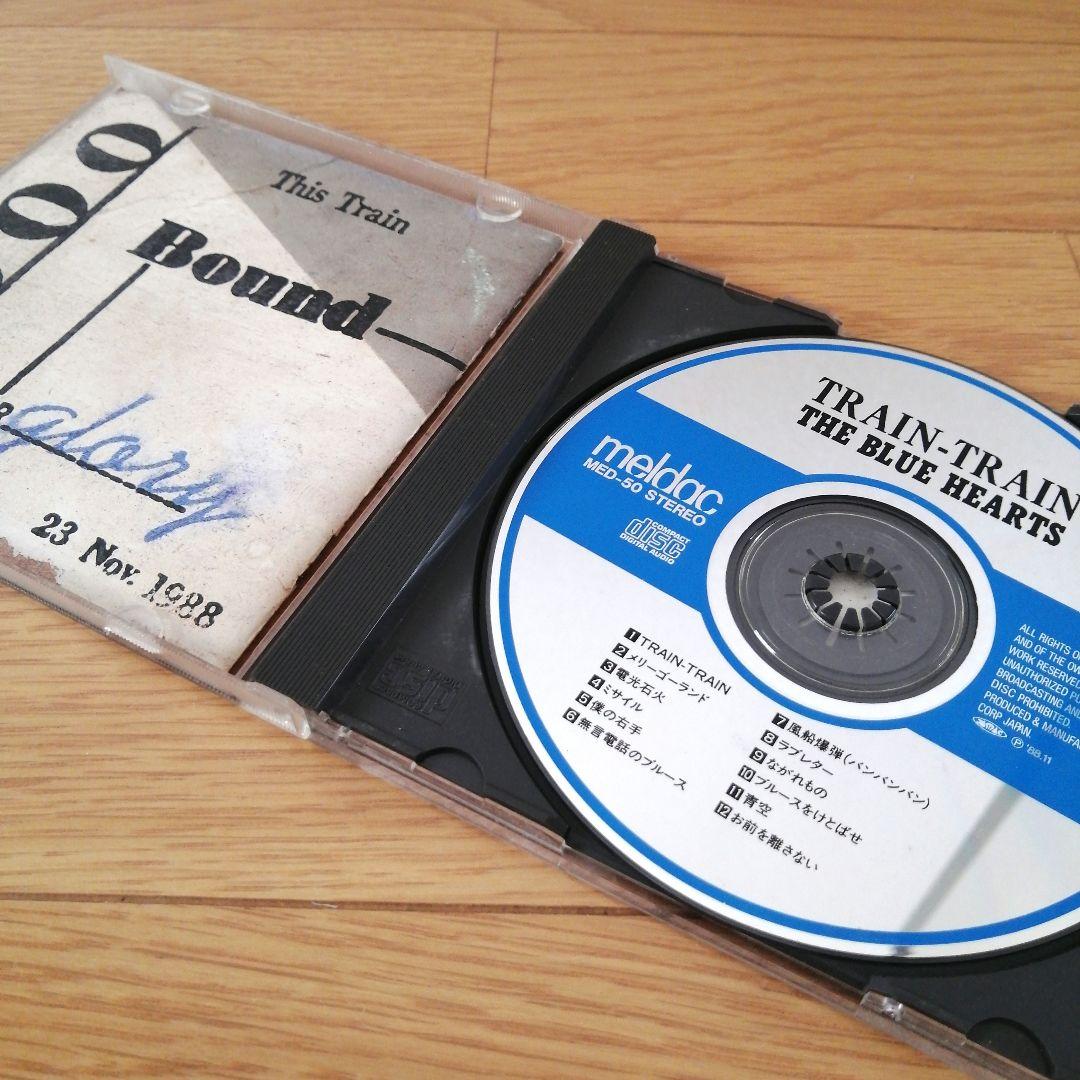 This Train
Bound
glory
23 Nov. 1988
TRAIN-TRAIN
THE BLUE HEARTS
meldac
MED-50 STEREO
COMPACT
disc
DIGITAL AUDIO
1 TRAIN-TRAIN
2 メリーゴーランド
3 電光石火
4 ミサイル
5 僕の右手
6 無言電話のブルース
7 風船爆弾(バンバンバン)
8 ラブレター
9 ながれもの
10 ブルースをけとばせ
11 青空
12 お前を離さない
ALL RIGHTS O
AND OF THE OW
WORK RESERVE
UNAUTHORIZED PU
BROADCASTING AN
DISC PROHIBITED.
PRODUCED & MANUFA
CORP. JAPAN.
Ⓟ '88.11